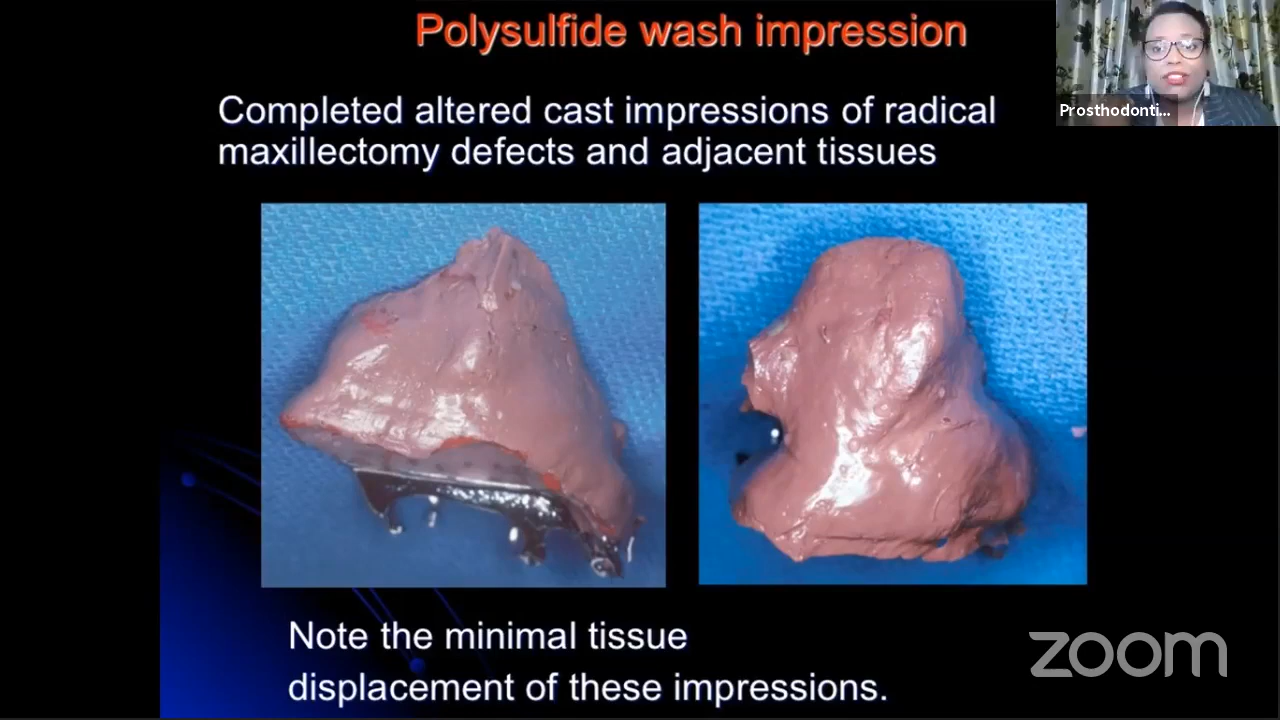 Polysulfide wash impression
Prosthodonti...
Completed altered cast impressions of radical
maxillectomy defects and adjacent tissues
Note the minimal tissue
displacement of these impressions.
zoom